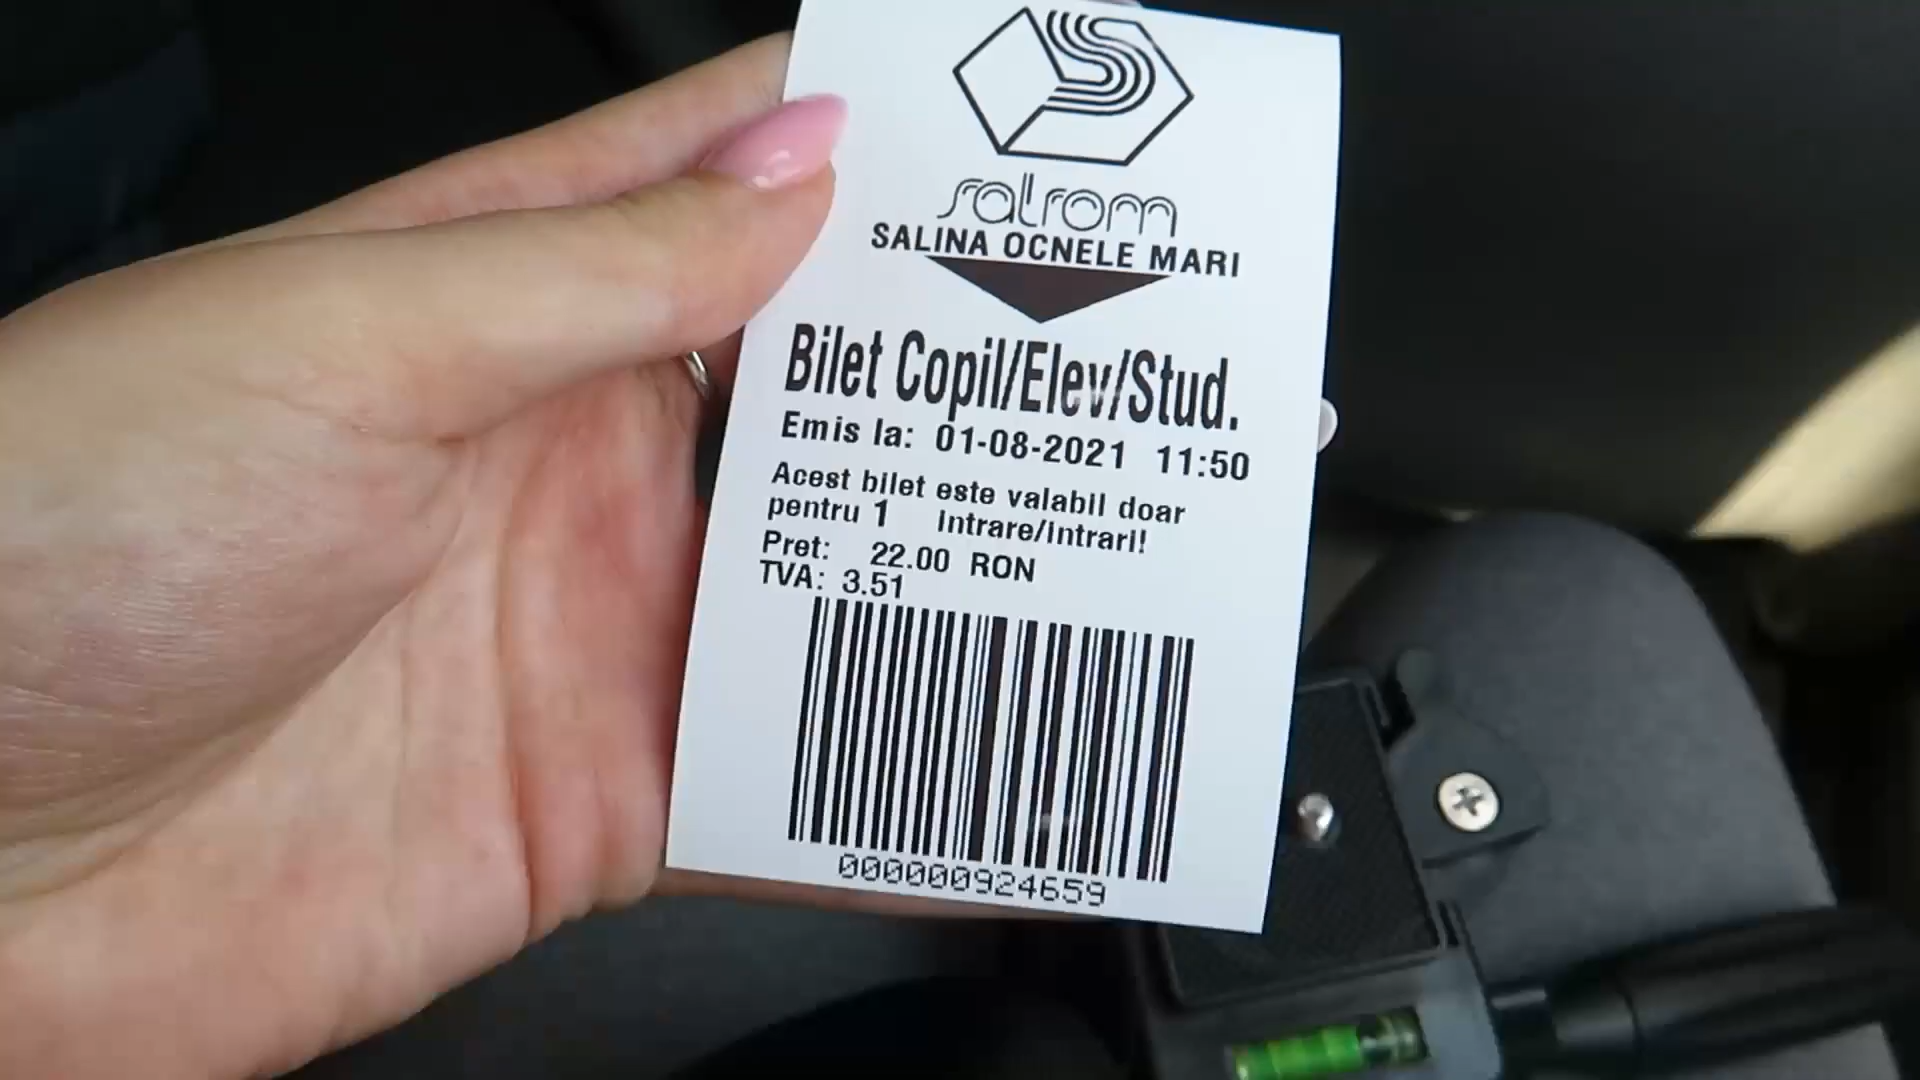 salrom
SALINA OCNELE MARI
Bilet Copil/Elev/Stud.
Emis la: 01-08-2021 11:50
Acest bilet este valabil doar
pentru 1 intrare/intrari!
Pret: 22.00 RON
TVA: 3.51
000000924659